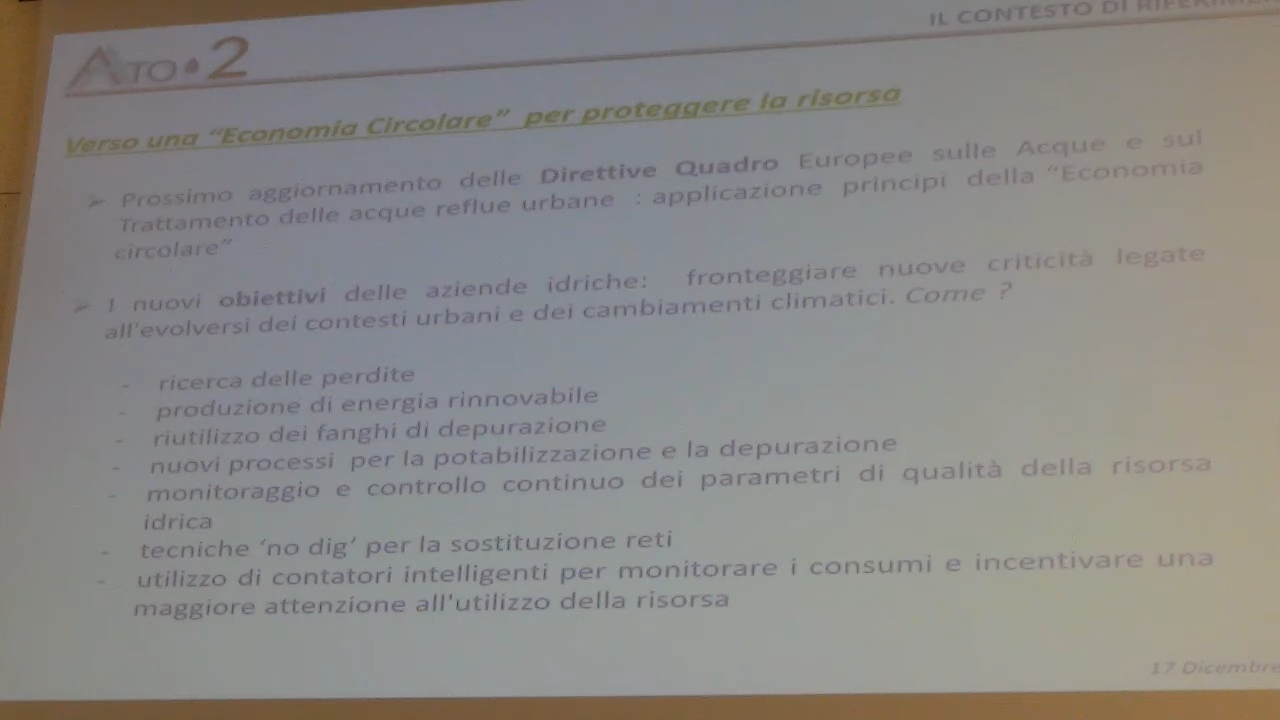 IL CONTESTO DI
ATO 2
Verso una "Economia Circolare" per proteggere la risorsa
➢ Prossimo aggiornamento delle Direttive Quadro Europee sulle Acque e sul
Trattamento delle acque reflue urbane : applicazione principi della "Economia
circolare"
➢ I nuovi obiettivi delle aziende idriche: fronteggiare nuove criticità legate
all'evolversi dei contesti urbani e dei cambiamenti climatici. Come ?
- ricerca delle perdite
- produzione di energia rinnovabile
- riutilizzo dei fanghi di depurazione
- nuovi processi per la potabilizzazione e la depurazione
- monitoraggio e controllo continuo dei parametri di qualità della risorsa
idrica
- tecniche 'no dig' per la sostituzione reti
- utilizzo di contatori intelligenti per monitorare i consumi e incentivare una
maggiore attenzione all'utilizzo della risorsa
17 Dicembre